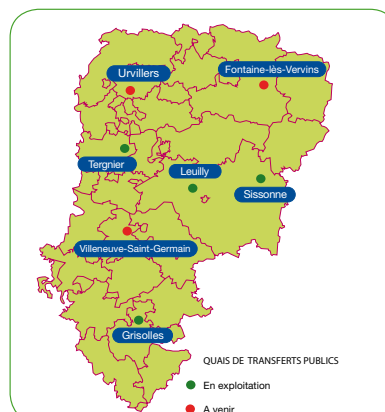 Urvillers
Fontaine-lès-Vervins
Tergnier
Leuilly
Sissonne
Villeneuve-Saint-Germain
Grisolles
QUAIS DE TRANSFERTS PUBLICS
En exploitation
A venir